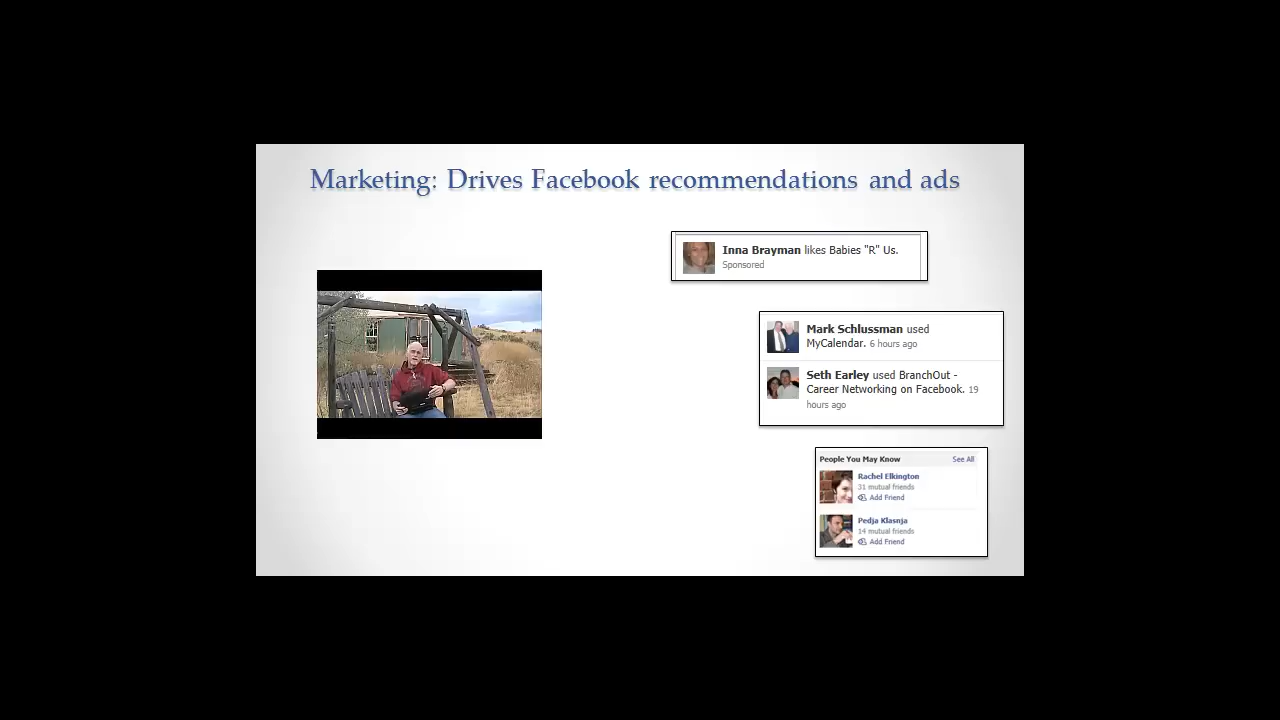 Marketing: Drives Facebook recommendations and ads
Inna Brayman likes Babies "R" Us.
Sponsored
Mark Schlussman used
MyCalendar. 6 hours ago
Seth Earley used BranchOut -
Career Networking on Facebook. 19
hours ago
People You May Know See All
Rachel Elkington
31 mutual friends
Add Friend
Pedja Klasnja
14 mutual friends
Add Friend